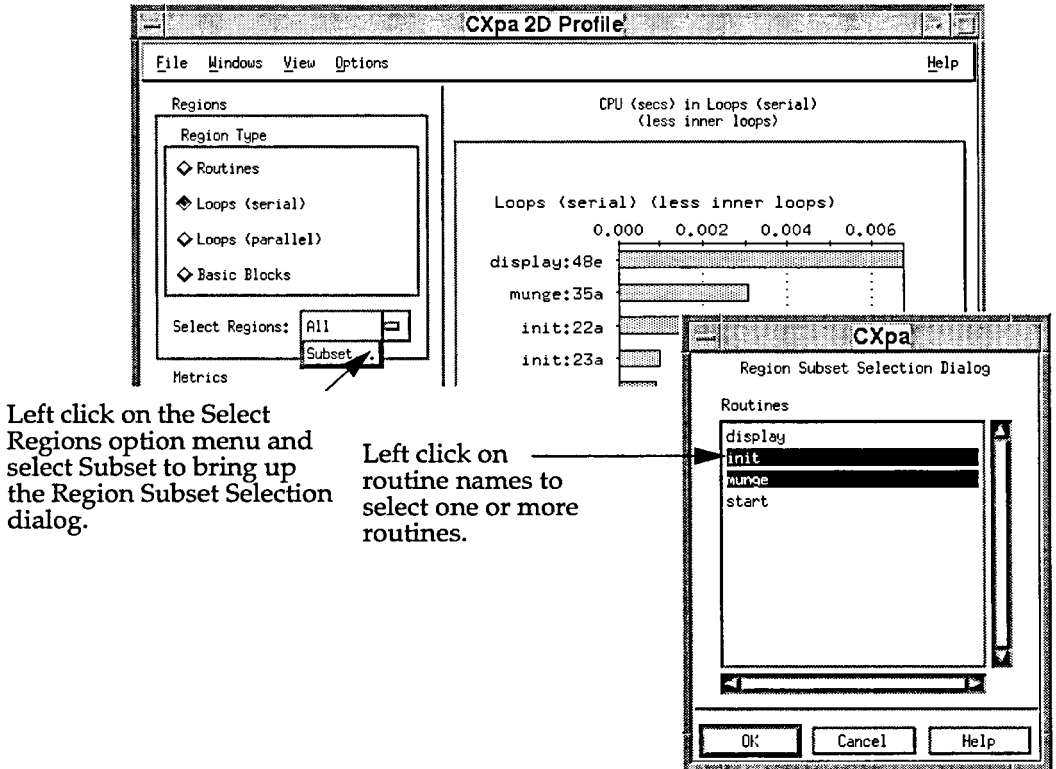 CXpa 2D Profile
File Windows View Options Help
Regions
Region Type
Routines
Loops (serial)
Loops (parallel)
Basic Blocks
Select Regions: All
Subset
Metrics
CPU (secs) in Loops (serial)
(less inner loops)
Loops (serial) (less inner loops)
0.000 0.002 0.004 0.006
display:48e
munge:35a
init:22a
init:23a
Left click on the Select
Regions option menu and
select Subset to bring up
the Region Subset Selection
dialog.
Left click on
routine names to
select one or more
routines.
CXpa
Region Subset Selection Dialog
Routines
display
init
munge
start
OK Cancel Help